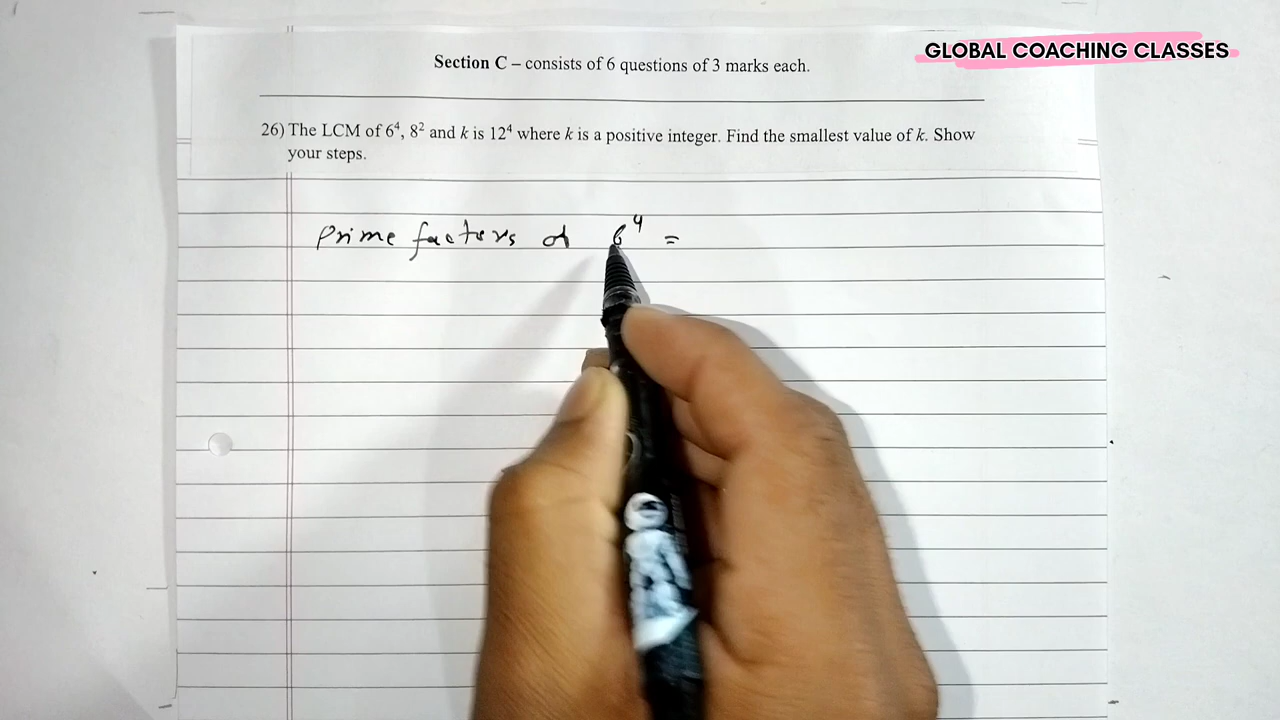 GLOBAL COACHING CLASSES
Section C – consists of 6 questions of 3 marks each.
26) The LCM of 6⁴, 8² and k is 12⁴ where k is a positive integer. Find the smallest value of k. Show
your steps.
Prime factors of 6⁴ =